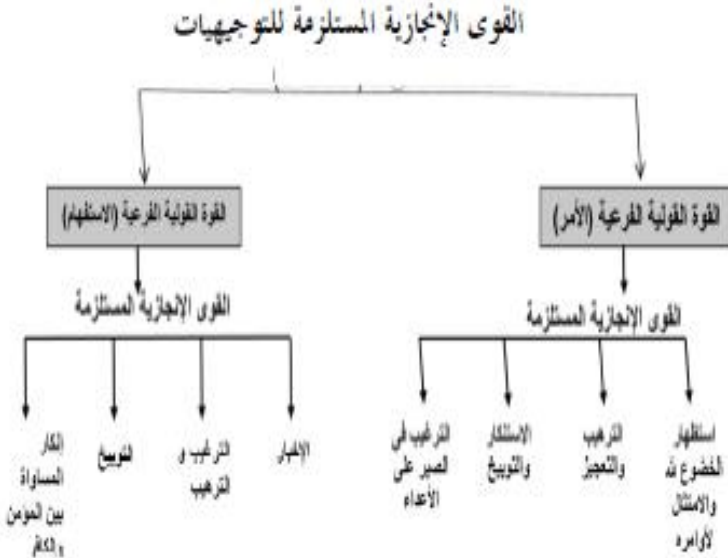 القوى الإنجازية المستلزمة للتوجيهيات
القوة القولية الفرعية (الأمر)
القوى الإنجازية المستلزمة
استظهار
الخضوع لله
والامتثال
لأوامره
الترهيب
والتعجيز
الاستنكار
والتوبيخ
الترغيب في
الصبر على
الأعداء
القوة القولية الفرعية (الاستفهام)
القوى الإنجازية المستلزمة
الإخبار
الترغيب و
الترهيب
التوبيخ
إنكار
المساواة
بين المؤمن
والكافر